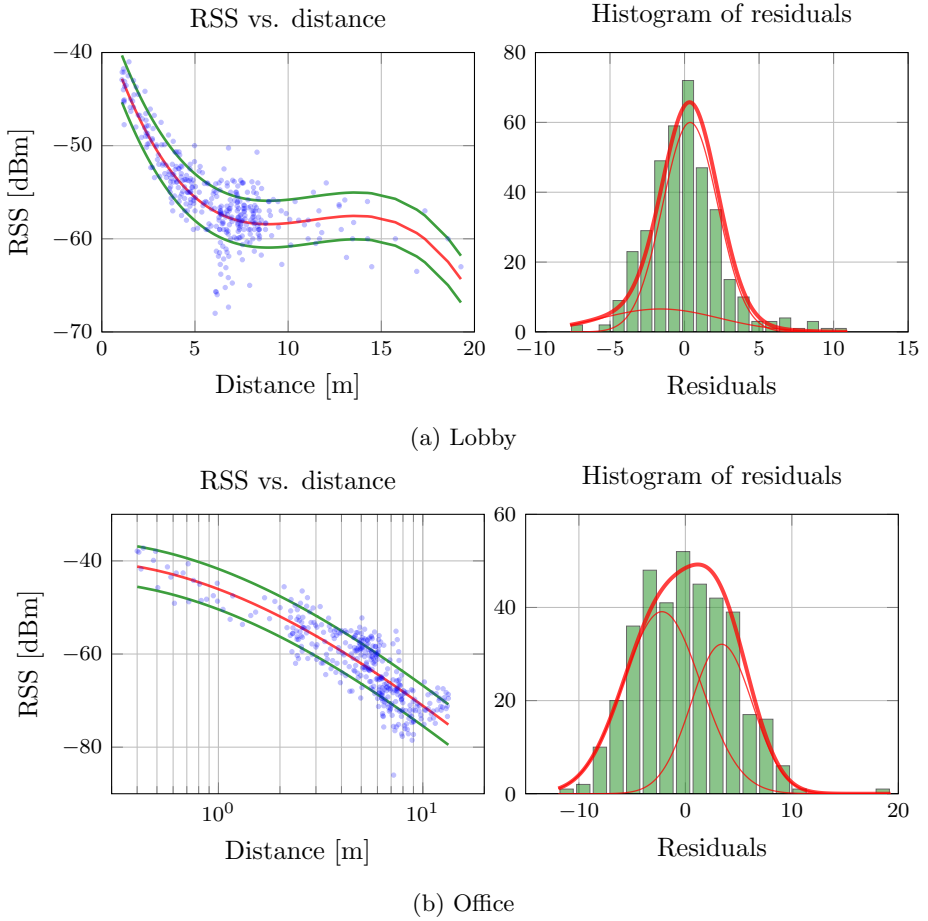 RSS vs. distance
Histogram of residuals
−40
−50
−60
−70
0 5 10 15 20
RSS [dBm]
Distance [m]
80
60
40
20
0
−10 −5 0 5 10 15
Residuals
(a) Lobby
RSS vs. distance
Histogram of residuals
−40
−60
−80
10^0 10^1
RSS [dBm]
Distance [m]
60
40
20
0
−10 0 10 20
Residuals
(b) Office